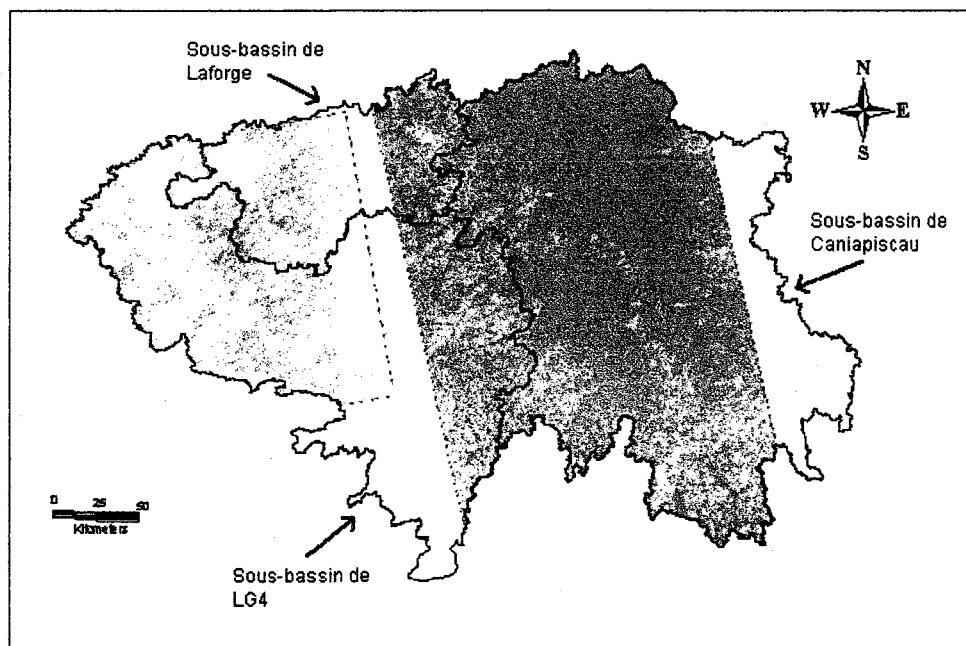 Sous-bassin de
Laforge
N
W E
S
Sous-bassin de
Caniapiscau
0 25 50
Kilometers
Sous-bassin de
LG4